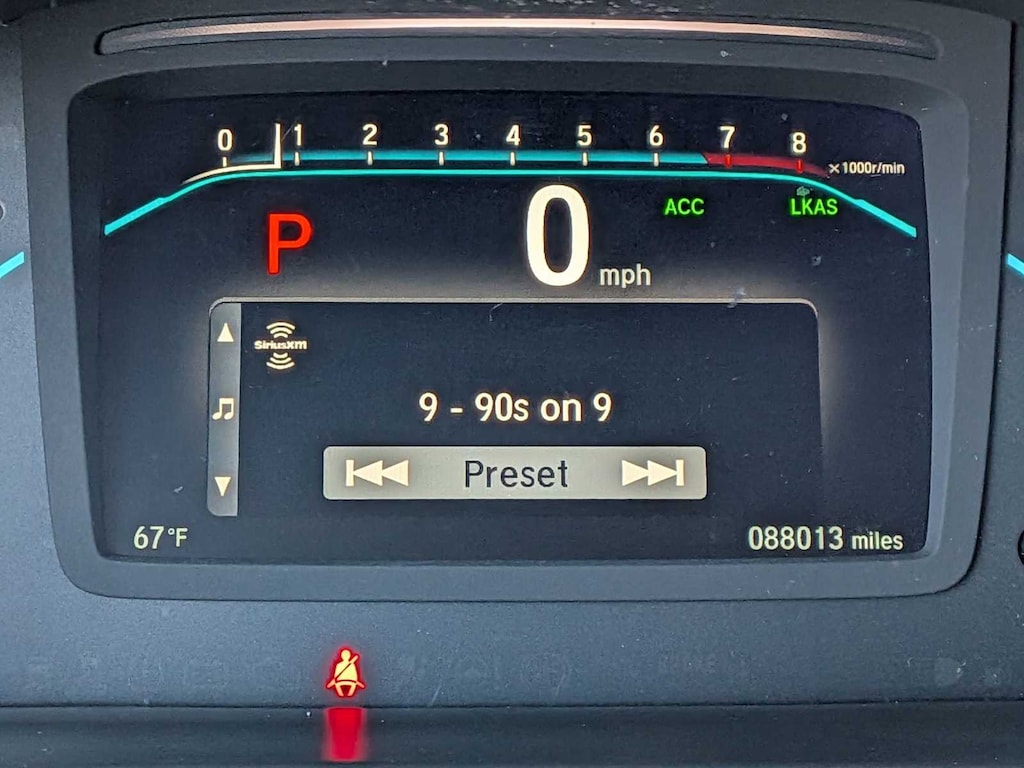 0 1 2 3 4 5 6 7 8
×1000r/min
P 0 mph ACC LKAS
SiriusXM
9 - 90s on 9
Preset
67°F 088013 miles